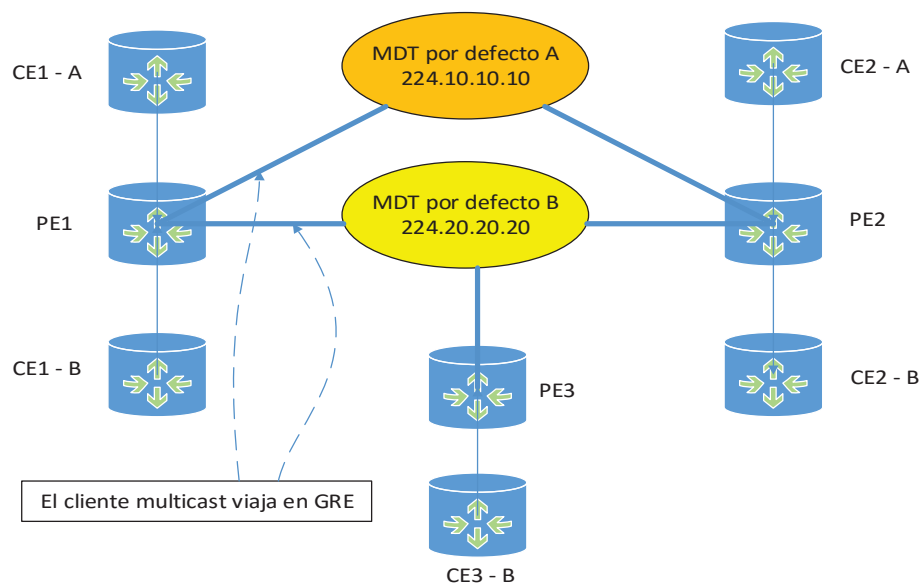 MDT por defecto A
224.10.10.10
CE1 - A
CE2 - A
MDT por defecto B
224.20.20.20
PE1
PE2
CE1 - B
PE3
CE2 - B
El cliente multicast viaja en GRE
CE3 - B